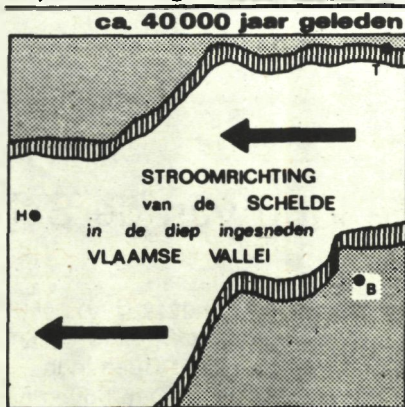 ca. 40 000 jaar geleden
T
STROOMRICHTING
van de SCHELDE
H
in de diep ingesneden
VLAAMSE VALLEI
B